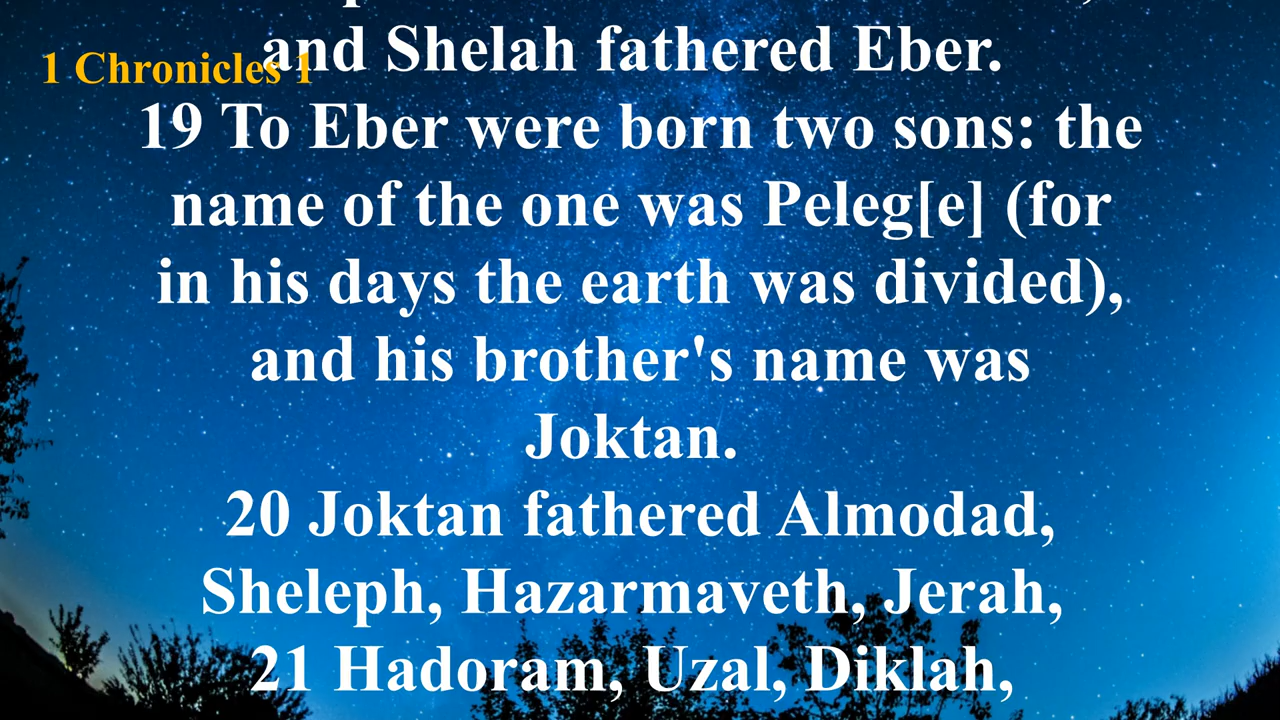 and Shelah fathered Eber.
1 Chronicles 1
19 To Eber were born two sons: the
name of the one was Peleg[e] (for
in his days the earth was divided),
and his brother's name was
Joktan.
20 Joktan fathered Almodad,
Sheleph, Hazarmaveth, Jerah,
21 Hadoram, Uzal, Diklah,